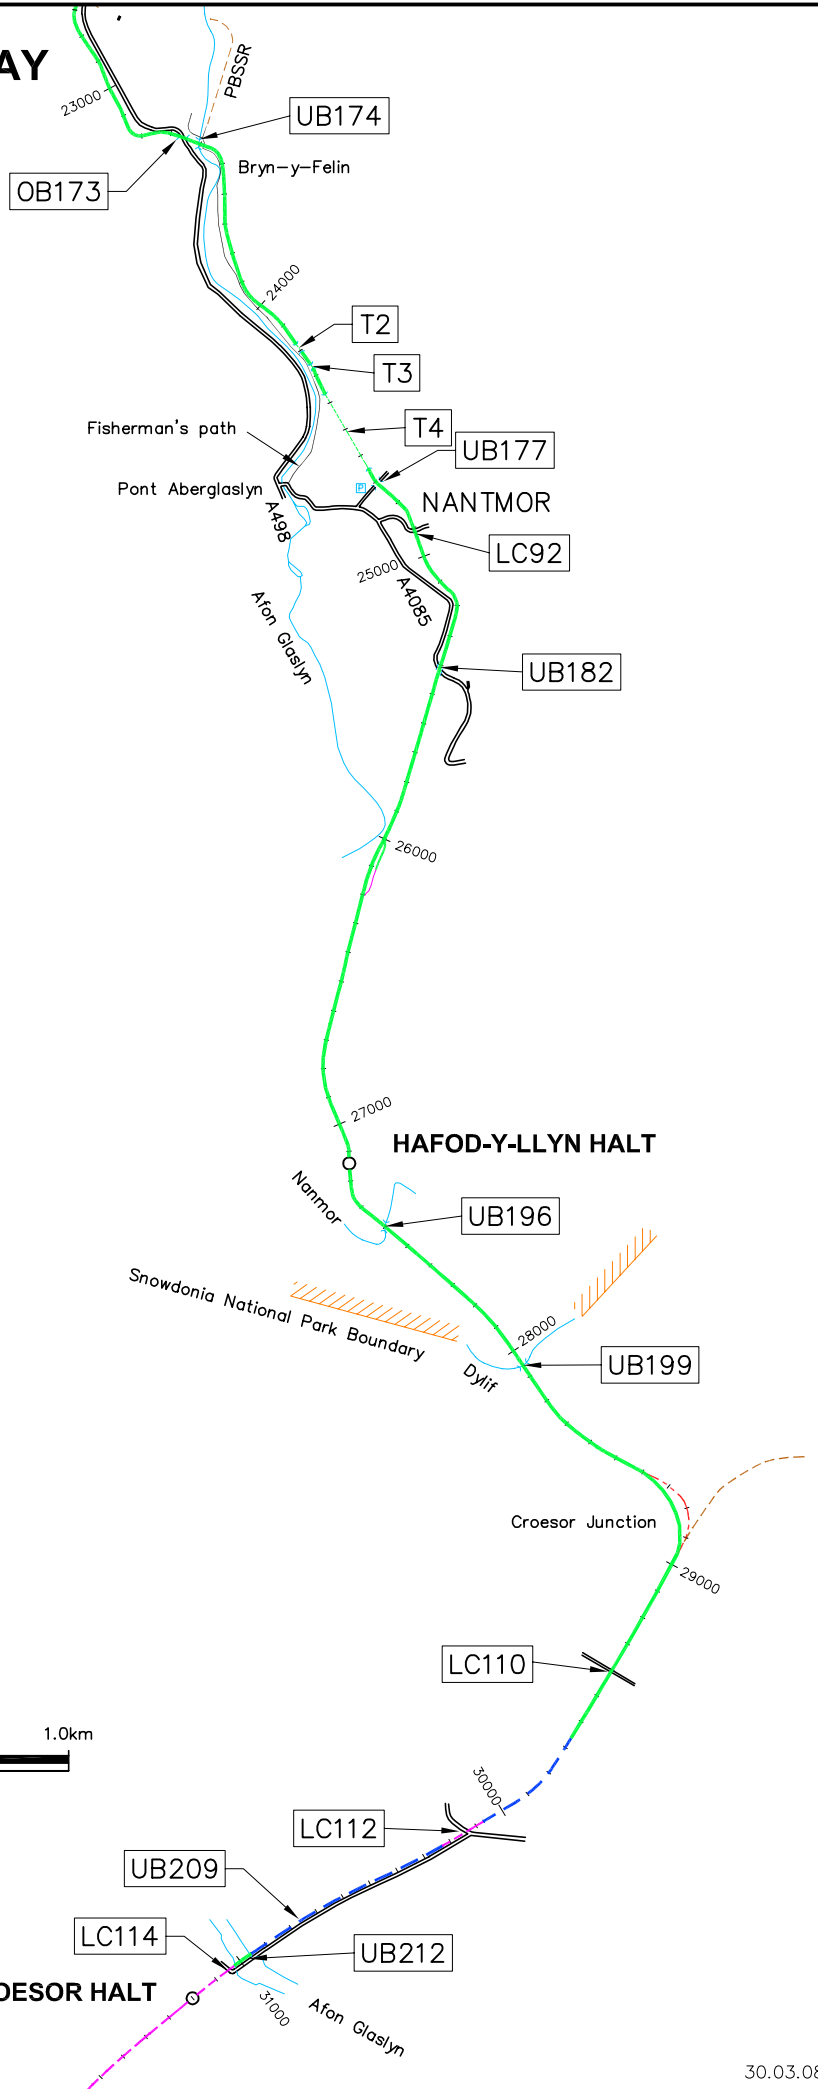 AY
PBSSR
23000
UB174
Bryn-y-Felin
OB173
24000
T2
T3
T4
Fisherman's path
UB177
Pont Aberglaslyn
P
NANTMOR
A498
LC92
25000
A4085
Afon Glaslyn
UB182
26000
27000
HAFOD-Y-LLYN HALT
Nanmor
UB196
Snowdonia National Park Boundary
28000
UB199
Dylif
Croesor Junction
29000
LC110
1.0km
30000
LC112
UB209
LC114
UB212
OESOR HALT
31000
Afon Glaslyn
30.03.08